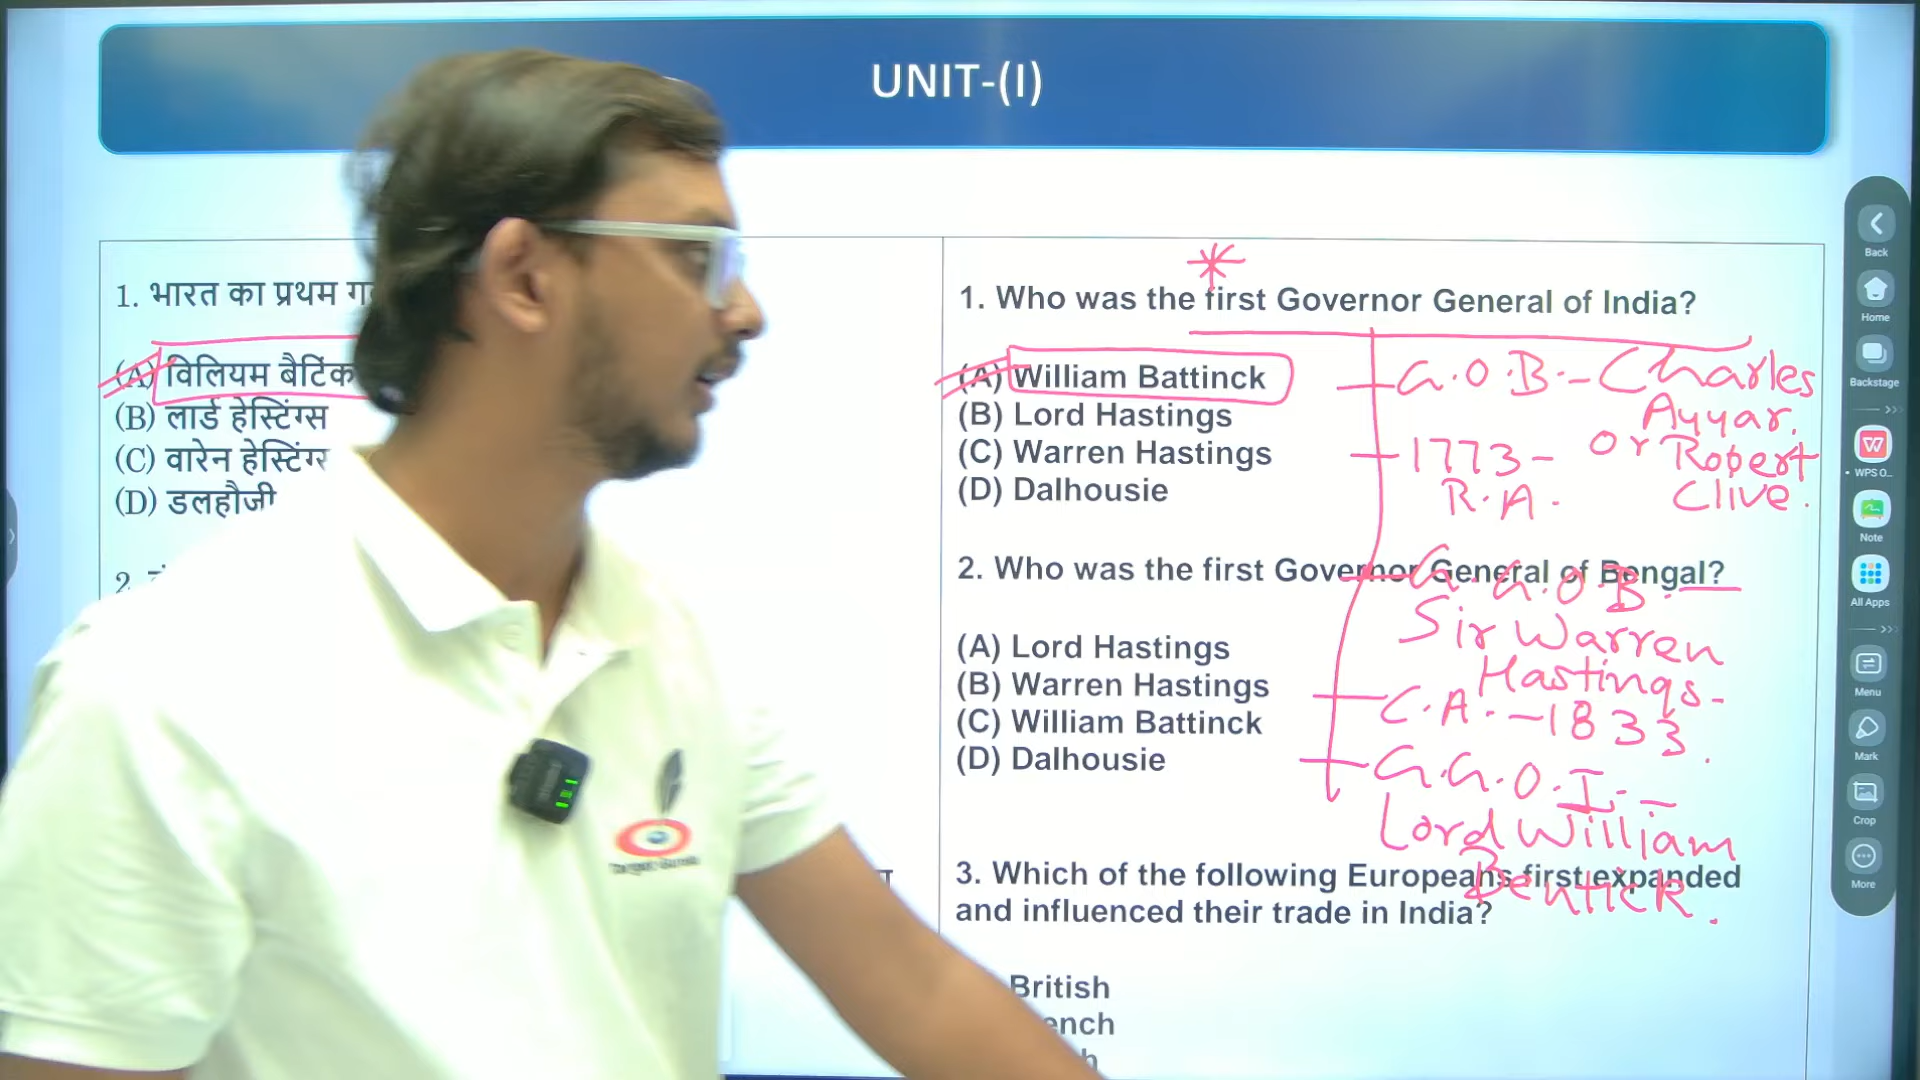 UNIT-(I)
1. भारत का प्रथम
(A) विलियम बैटिंक
(B) लार्ड हेस्टिंग्स
(C) वारेन हेस्टिंग्स
(D) डलहौजी
2.
1. Who was the first Governor General of India?
(A) William Battinck
(B) Lord Hastings
(C) Warren Hastings
(D) Dalhousie
2. Who was the first Governor General of Bengal?
(A) Lord Hastings
(B) Warren Hastings
(C) William Battinck
(D) Dalhousie
3. Which of the following Europeans first expanded
and influenced their trade in India?
British
G.O.B. - Charles
Ayyar.
or Robert
Clive.
1773 -
R.A.
G.G.O.B. -
Sir Warren
Hastings -
C.A. - 1833.
G.G.O.I. -
Lord William
Bentick.
Back
Home
Backstage
WPS O...
Note
All Apps
Menu
Mark
Crop
More